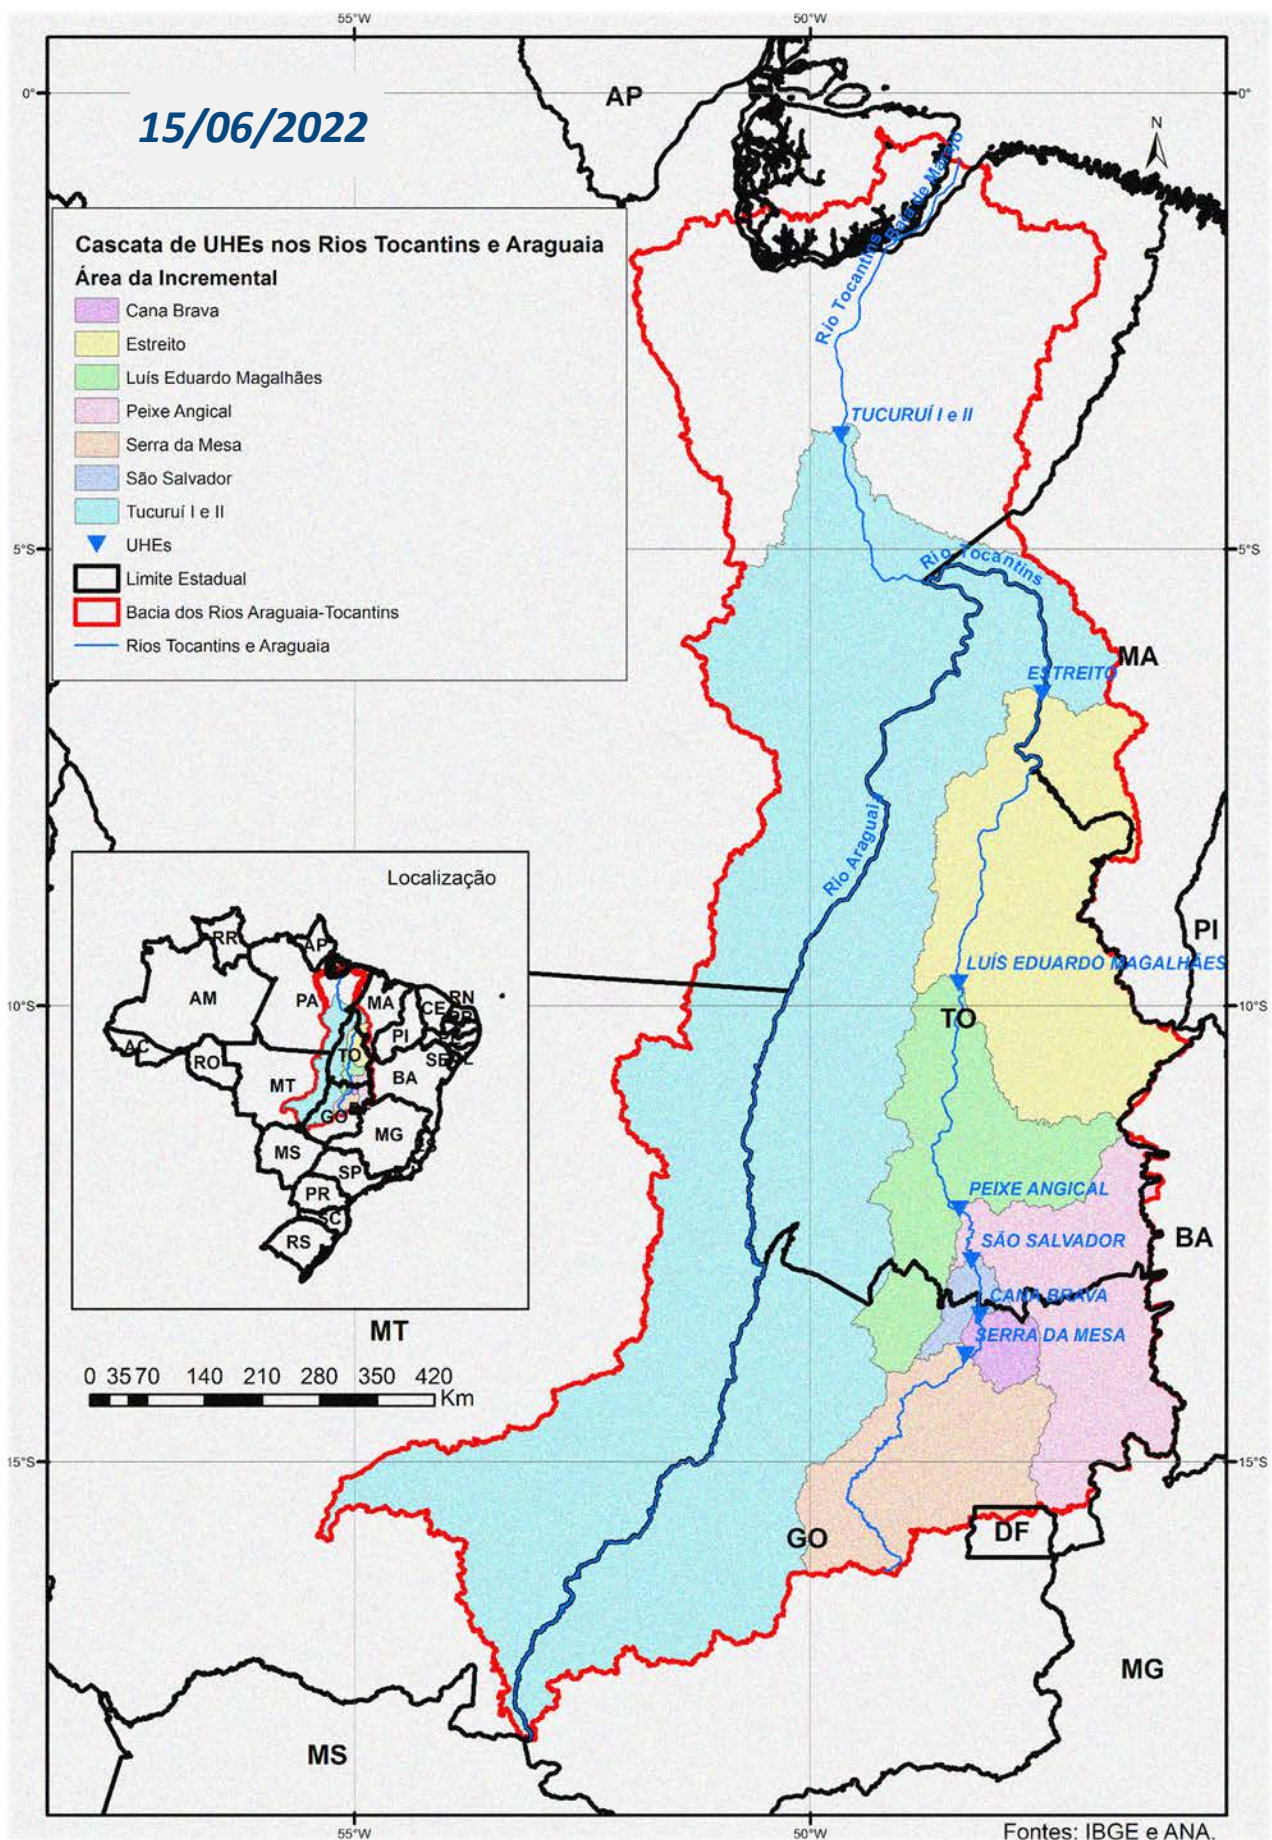 55°W
50°W
0°
0°
AP
15/06/2022
N
Baía de Marajó
Rio Tocantins
Cascata de UHEs nos Rios Tocantins e Araguaia
Área da Incremental
Cana Brava
Estreito
Luís Eduardo Magalhães
Peixe Angical
Serra da Mesa
São Salvador
Tucuruí I e II
UHEs
Limite Estadual
Bacia dos Rios Araguaia-Tocantins
Rios Tocantins e Araguaia
TUCURUÍ I e II
5°S
5°S
Rio Tocantins
MA
ESTREITO
Rio Araguaia
PI
LUÍS EDUARDO MAGALHÃES
10°S
10°S
TO
Localização
RR
AP
AM
PA
MA
CE
RN
PI
AC
RO
TO
SE
AL
MT
BA
GO
MG
MS
ES
SP
PR
SC
RS
PEIXE ANGICAL
SÃO SALVADOR
BA
CANA BRAVA
SERRA DA MESA
MT
0 35 70 140 210 280 350 420
Km
15°S
15°S
GO
DF
MG
MS
55°W
50°W
Fontes: IBGE e ANA.